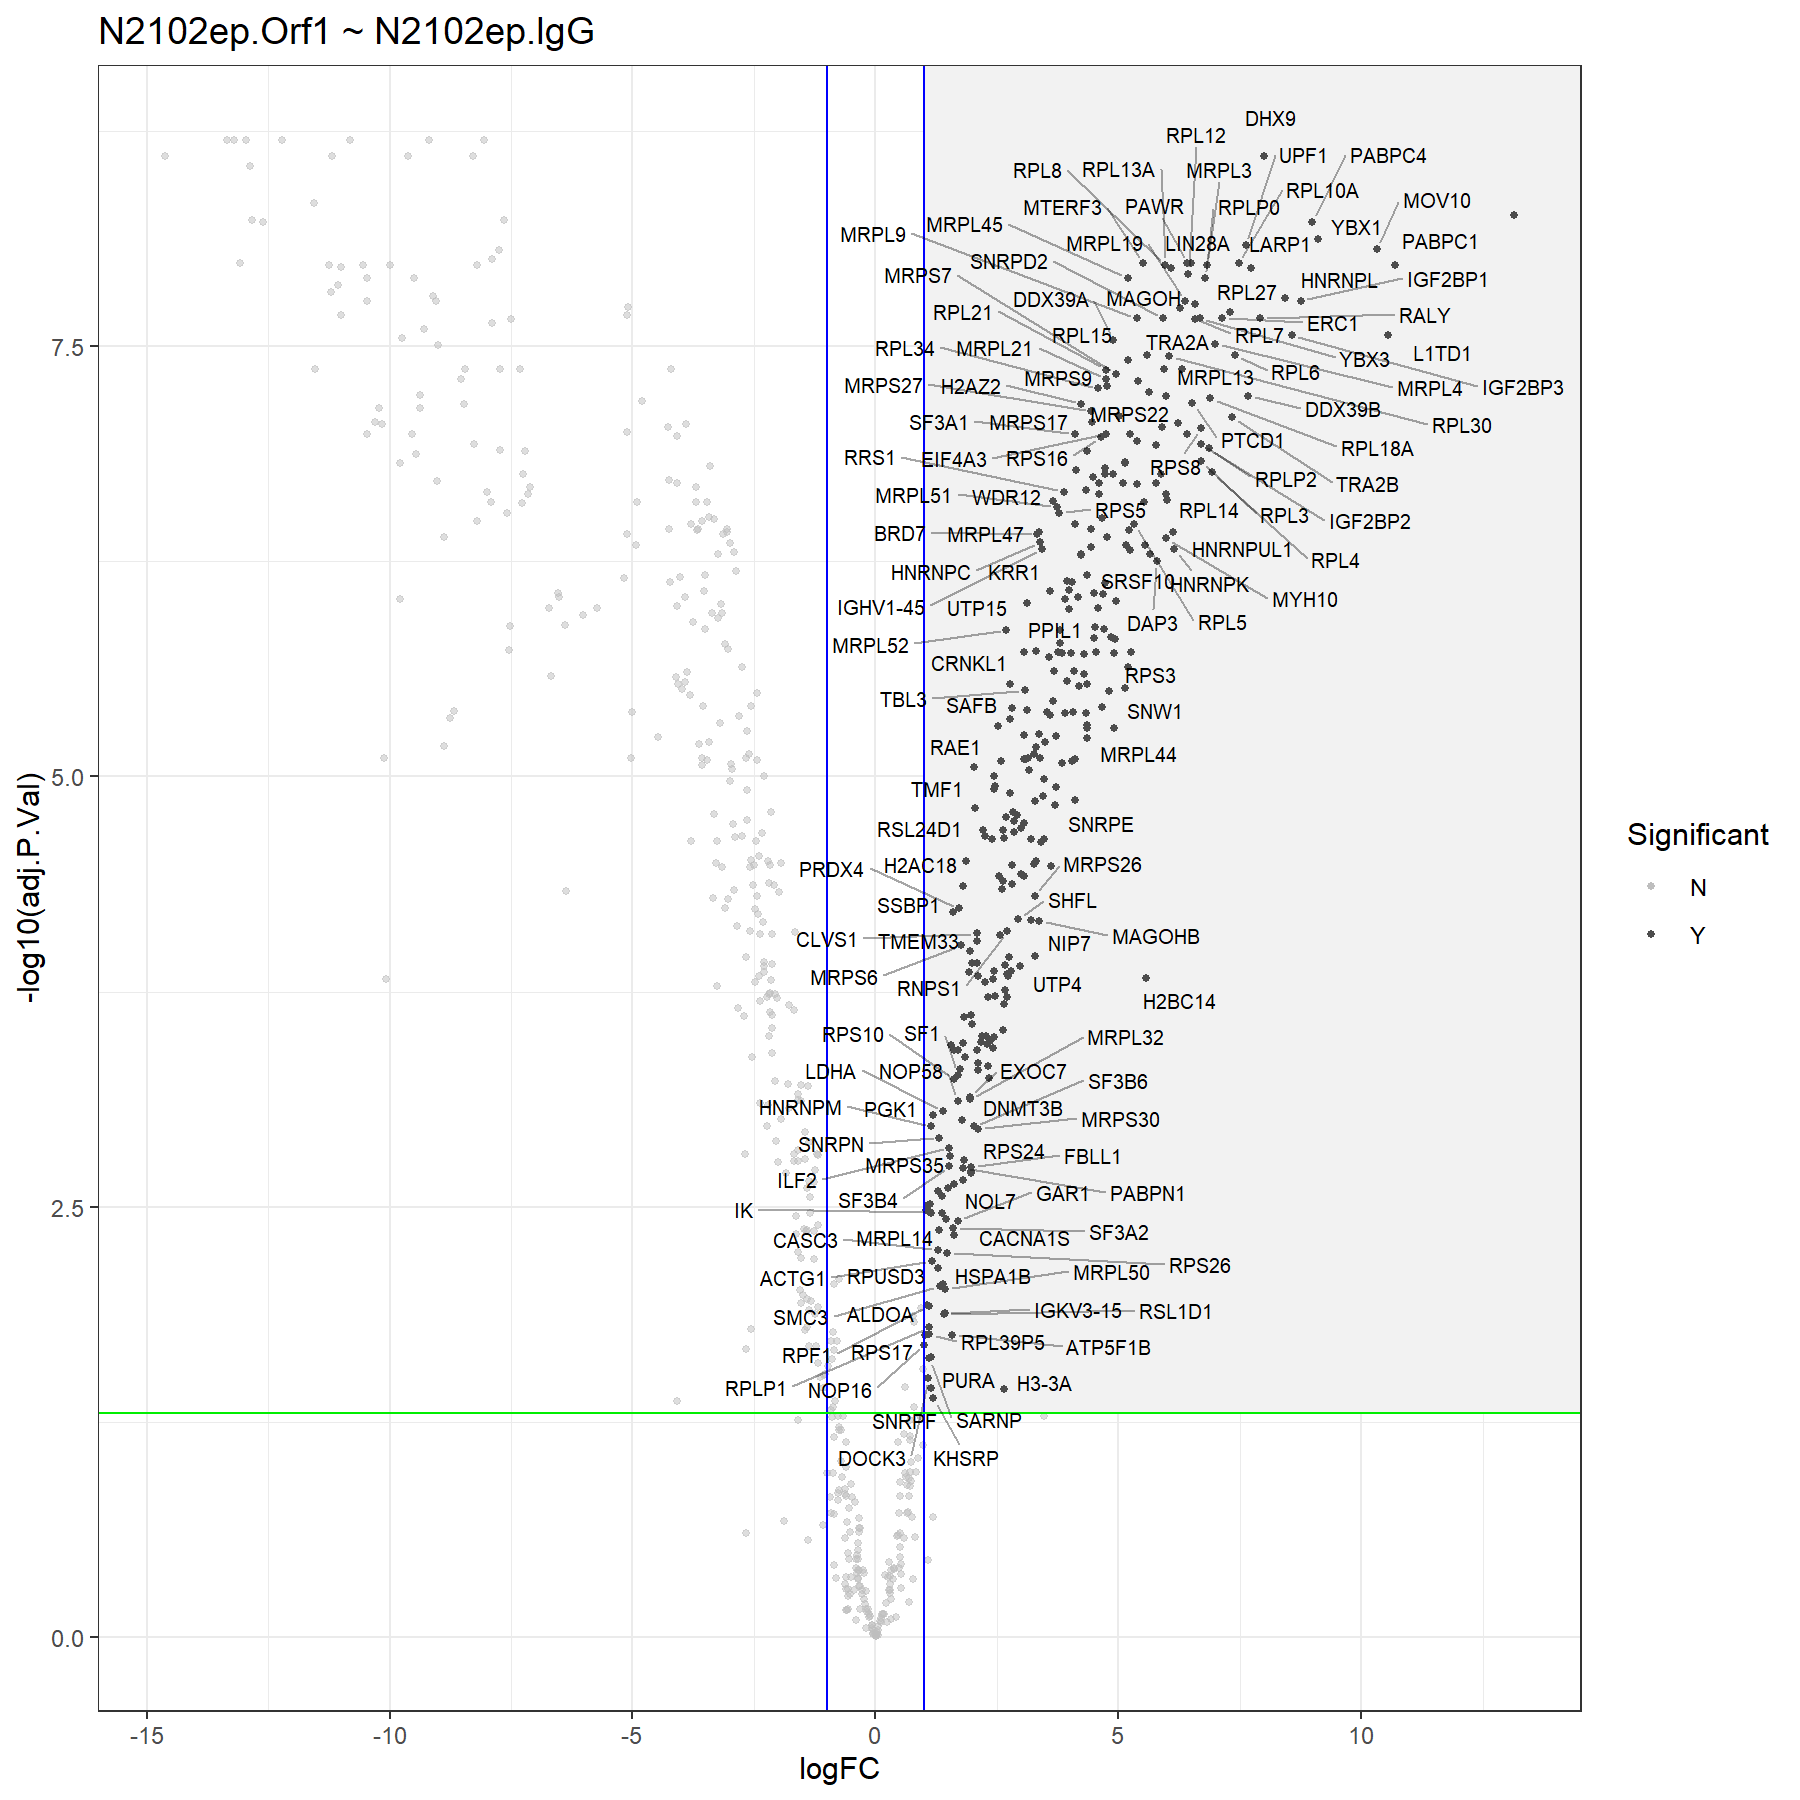 N2102ep.Orf1 ~ N2102ep.IgG
DHX9
RPL12
UPF1
PABPC4
RPL8
RPL13A
MRPL3
RPL10A
MOV10
MTERF3
PAWR
RPLP0
MRPL45
YBX1
MRPL9
MRPL19
LIN28A
LARP1
PABPC1
SNRPD2
MRPS7
HNRNPL
IGF2BP1
DDX39A
MAGOH
RPL27
RPL21
RALY
ERC1
RPL15
RPL7
TRA2A
RPL34
MRPL21
YBX3
L1TD1
MRPS27
H2AZ2
MRPS9
MRPL13
RPL6
MRPL4
IGF2BP3
SF3A1
MRPS17
MRPS22
DDX39B
RPL30
PTCD1
RPL18A
RRS1
EIF4A3
RPS16
RPS8
RPLP2
TRA2B
MRPL51
WDR12
RPS5
RPL14
RPL3
IGF2BP2
BRD7
MRPL47
HNRNPUL1
RPL4
HNRNPC
KRR1
SRSF10
HNRNPK
MYH10
IGHV1-45
UTP15
DAP3
RPL5
MRPL52
PPIL1
CRNKL1
RPS3
TBL3
SAFB
SNW1
RAE1
MRPL44
TMF1
RSL24D1
SNRPE
PRDX4
H2AC18
MRPS26
SSBP1
SHFL
CLVS1
TMEM33
NIP7
MAGOHB
MRPS6
RNPS1
UTP4
H2BC14
RPS10
SF1
MRPL32
LDHA
NOP58
EXOC7
SF3B6
HNRNPM
PGK1
DNMT3B
MRPS30
SNRPN
RPS24
FBLL1
ILF2
MRPS35
PABPN1
IK
SF3B4
NOL7
GAR1
CASC3
MRPL14
CACNA1S
SF3A2
ACTG1
RPUSD3
HSPA1B
MRPL50
RPS26
SMC3
ALDOA
IGKV3-15
RSL1D1
RPF1
RPS17
RPL39P5
ATP5F1B
RPLP1
NOP16
PURA
H3-3A
SNRPF
SARNP
DOCK3
KHSRP
-log10(adj.P.Val)
7.5
5.0
2.5
0.0
-15
-10
-5
0
5
10
logFC
Significant
N
Y